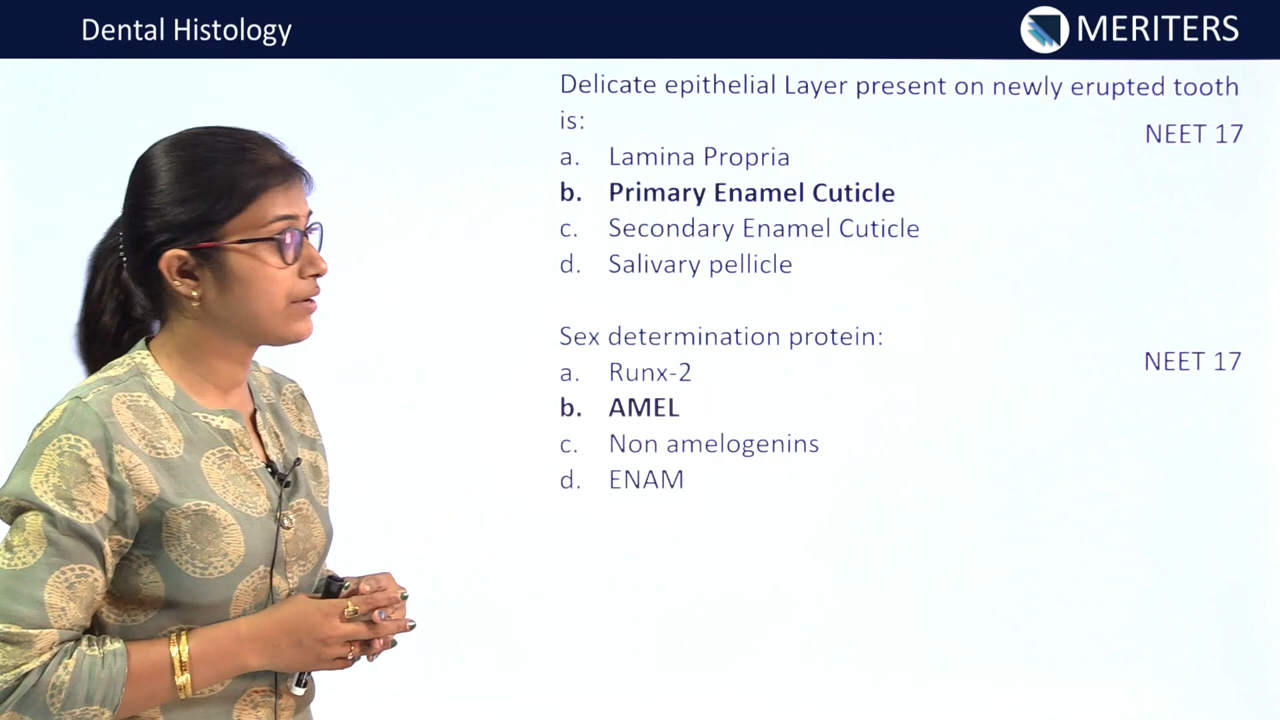 Dental Histology
MERITERS
Delicate epithelial Layer present on newly erupted tooth
is:
NEET 17
a. Lamina Propria
b. Primary Enamel Cuticle
c. Secondary Enamel Cuticle
d. Salivary pellicle
Sex determination protein:
NEET 17
a. Runx-2
b. AMEL
c. Non amelogenins
d. ENAM